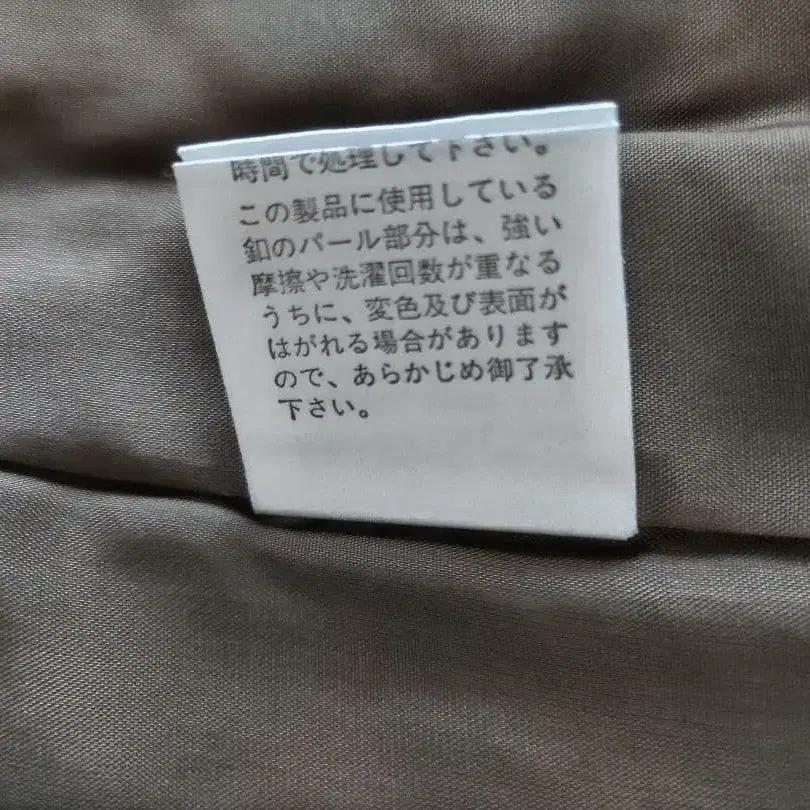 時間で処理して下さい。
この製品に使用している
釦のパール部分は、強い
摩擦や洗濯回数が重なる
うちに、変色及び表面が
はがれる場合があります
ので、あらかじめ御了承
下さい。